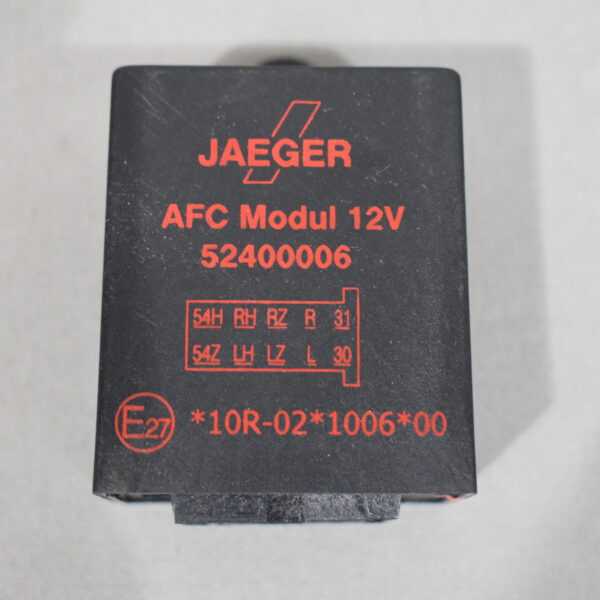 JAEGER
AFC Modul 12V
52400006
54H RH RZ R 31
54Z LH LZ L 30
E27 *10R-02*1006*00